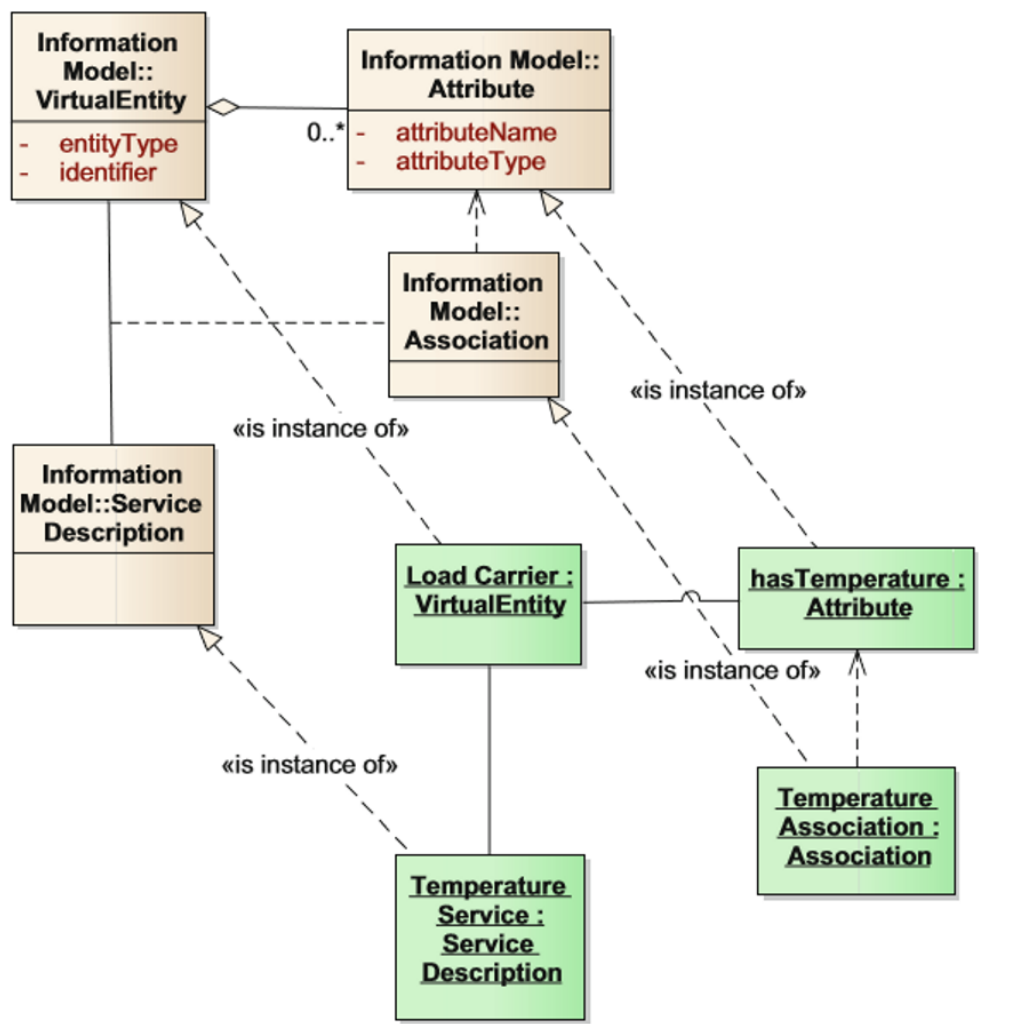 Information
Model::
VirtualEntity
- entityType
- identifier
Information Model::
Attribute
0..*
- attributeName
- attributeType
Information
Model::
Association
«is instance of»
«is instance of»
Information
Model::Service
Description
Load Carrier :
VirtualEntity
hasTemperature :
Attribute
«is instance of»
«is instance of»
Temperature
Association :
Association
Temperature
Service :
Service
Description